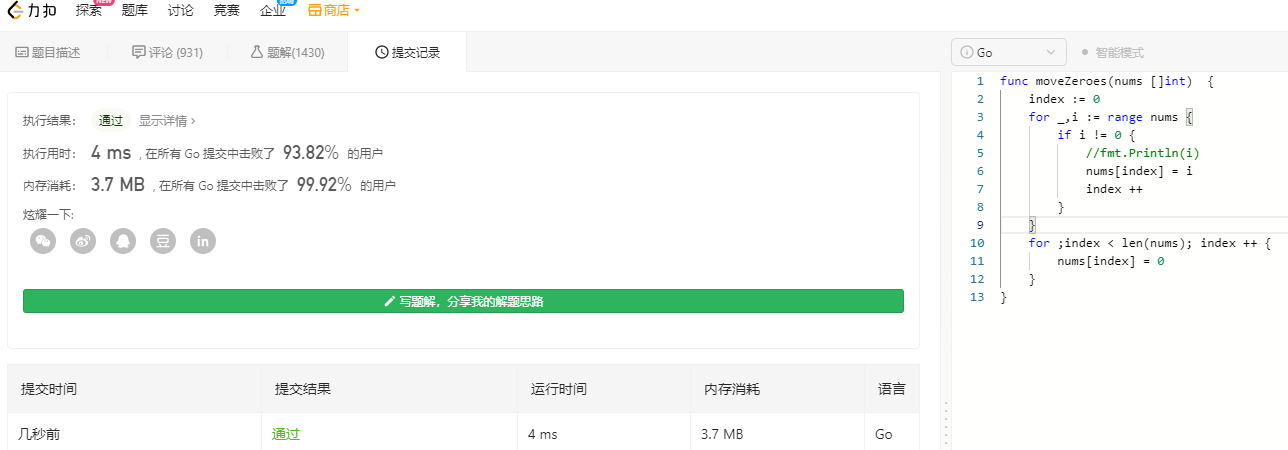 力扣 探索 NEW 题库 讨论 竞赛 企业 商店
题目描述 评论 (931) 题解(1430) 提交记录
执行结果： 通过 显示详情 ›
执行用时： 4 ms , 在所有 Go 提交中击败了 93.82% 的用户
内存消耗： 3.7 MB , 在所有 Go 提交中击败了 99.92% 的用户
炫耀一下:
豆 in
写题解，分享我的解题思路
提交时间 提交结果 运行时间 内存消耗 语言
几秒前 通过 4 ms 3.7 MB Go
Go 智能模式
1 func moveZeroes(nums []int)  {
2     index := 0
3     for _,i := range nums {
4         if i != 0 {
5             //fmt.Println(i)
6             nums[index] = i
7             index ++
8         }
9     }
10     for ;index < len(nums); index ++ {
11         nums[index] = 0
12     }
13 }